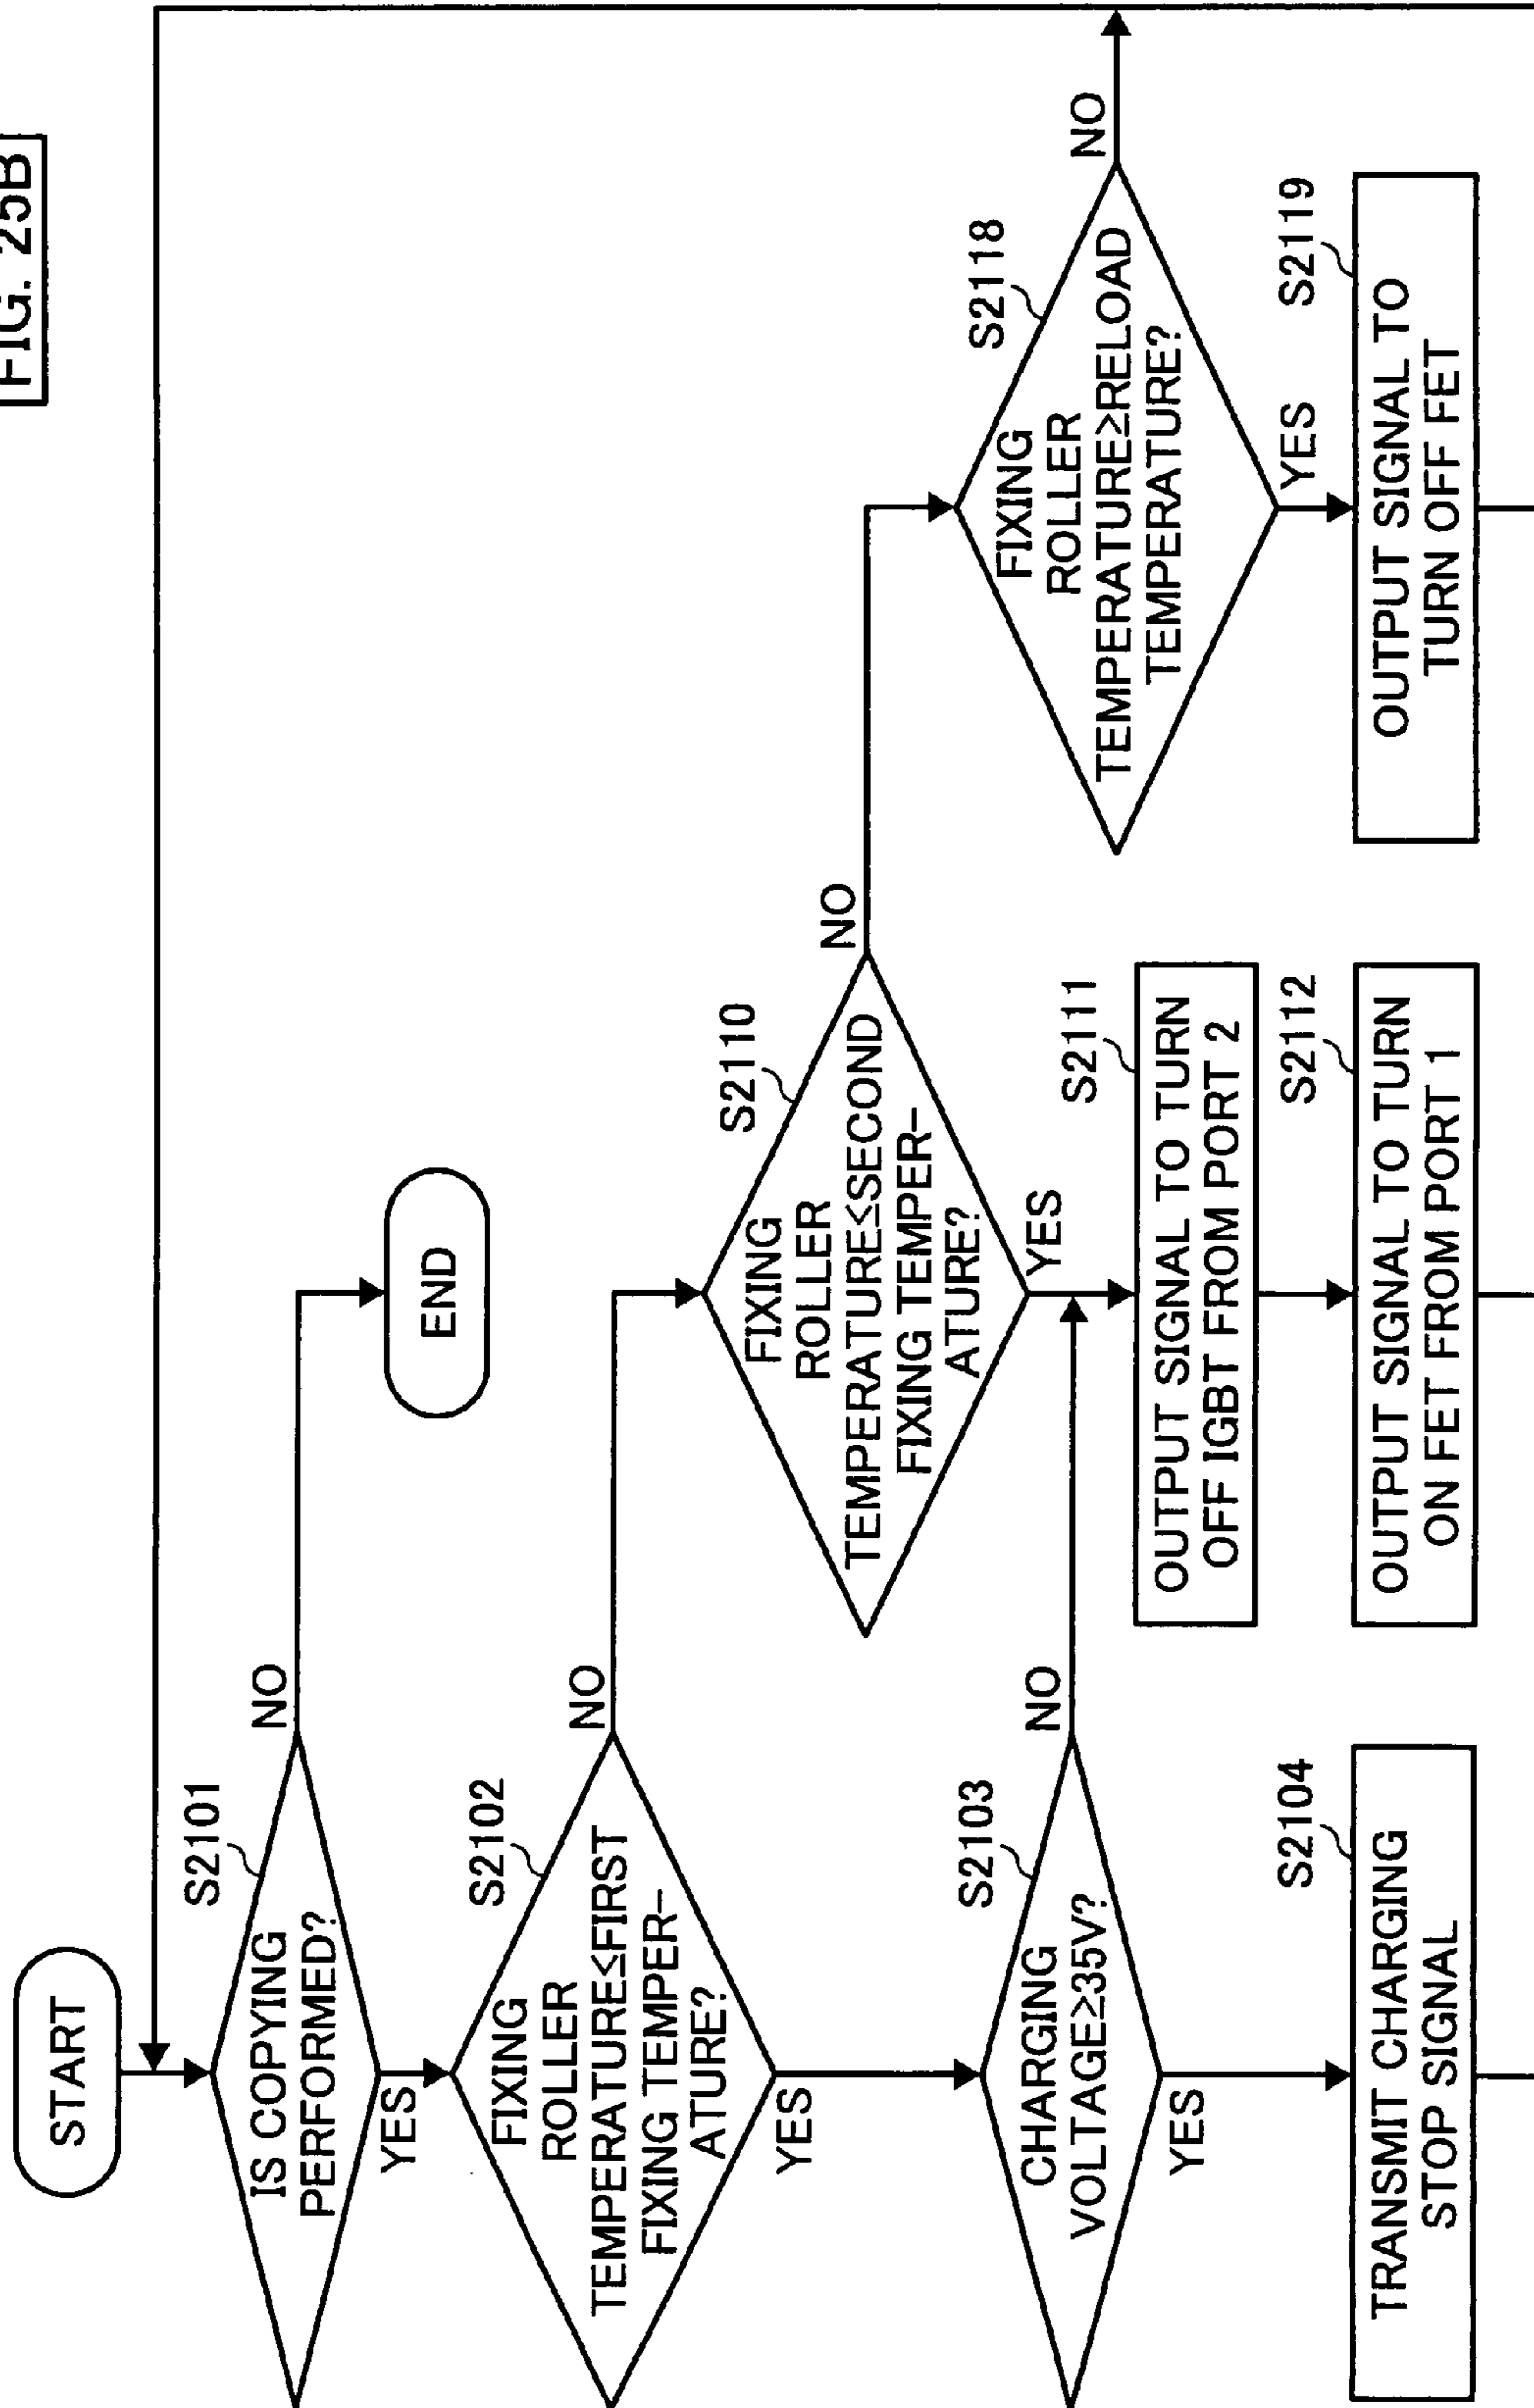 FIG. 25B
START
S2101
IS COPYING
PERFORMED?
NO
YES
END
S2102
FIXING
ROLLER
TEMPERATURE≤FIRST
FIXING TEMPER-
ATURE?
NO
YES
S2103
CHARGING
VOLTAGE≥35V?
NO
YES
S2104
TRANSMIT CHARGING
STOP SIGNAL
S2110
FIXING
ROLLER
TEMPERATURE≤SECOND
FIXING TEMPER-
ATURE?
NO
YES
S2111
OUTPUT SIGNAL TO TURN
OFF IGBT FROM PORT 2
S2112
OUTPUT SIGNAL TO TURN
ON FET FROM PORT 1
S2118
FIXING
ROLLER
TEMPERATURE≥RELOAD
TEMPERATURE?
NO
YES
S2119
OUTPUT SIGNAL TO
TURN OFF FET